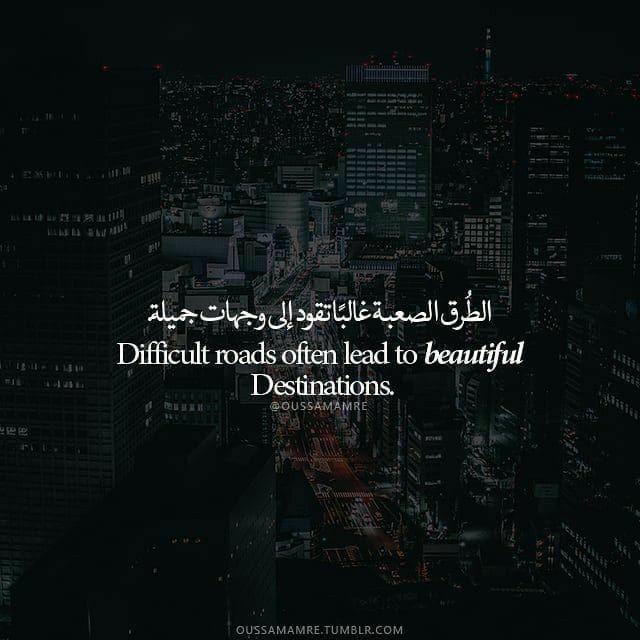 الطُرق الصعبة غالبًا تقود إلى وجهات جميلة
Difficult roads often lead to beautiful
Destinations.
@OUSSAMAMRE
OUSSAMAMRE.TUMBLR.COM